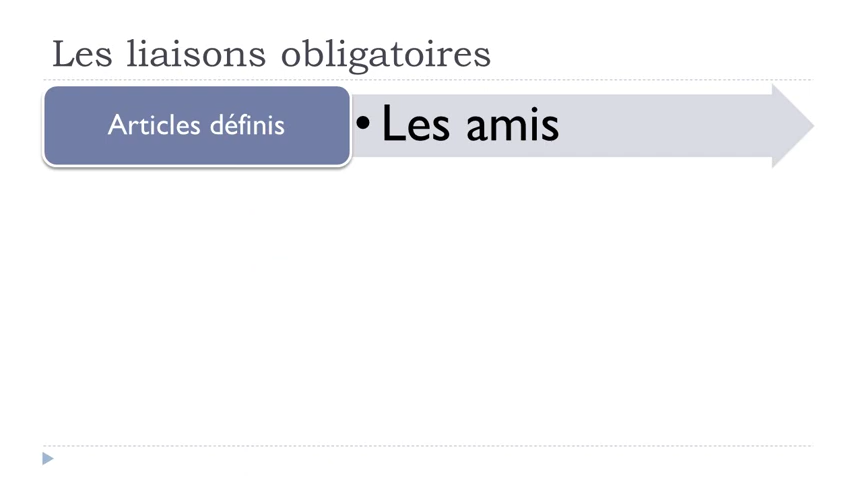 Les liaisons obligatoires
Articles définis
• Les amis